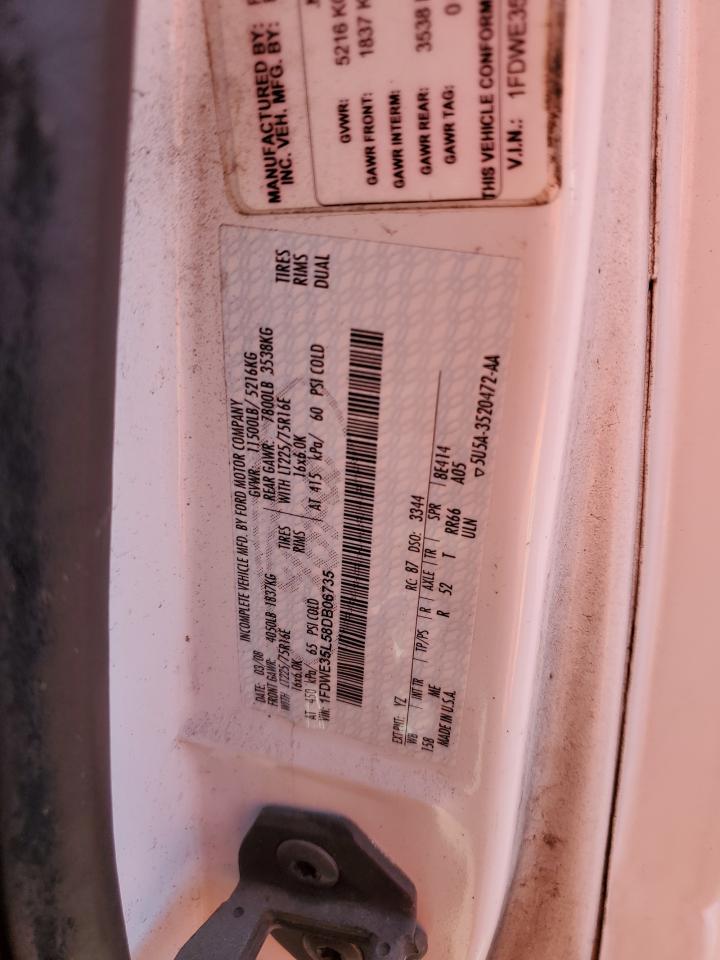 MANUFACTURED BY:
INC. VEH. MFG. BY:
GVWR: 5216
GAWR FRONT: 1837
GAWR INTERM:
GAWR REAR: 3538
GAWR TAG: 0
THIS VEHICLE CONFORM
V.I.N.: 1FDWE35
INCOMPLETE VEHICLE MFD. BY FORD MOTOR COMPANY
DATE: 03/08 GVWR: 11500LB/ 5216KG
FRONT GAWR: 4050LB 1837KG REAR GAWR: 7800LB 3538KG
WITH LT225/75R16E TIRES WITH LT225/75R16E TIRES
16x6.0K RIMS 16x6.0K RIMS
AT 450 kPa/ 65 PSI COLD AT 415 kPa/ 60 PSI COLD DUAL
VIN: 1FDWE35L58DB06735
EXT PNT: YZ RC: 87 DSO: 3344
WB INT TR TP/PS R AXLE TR SPR 8E414
158 ME R 52 T RR66 A05
MADE IN U.S.A. ULN
▽5U5A-3520472-AA